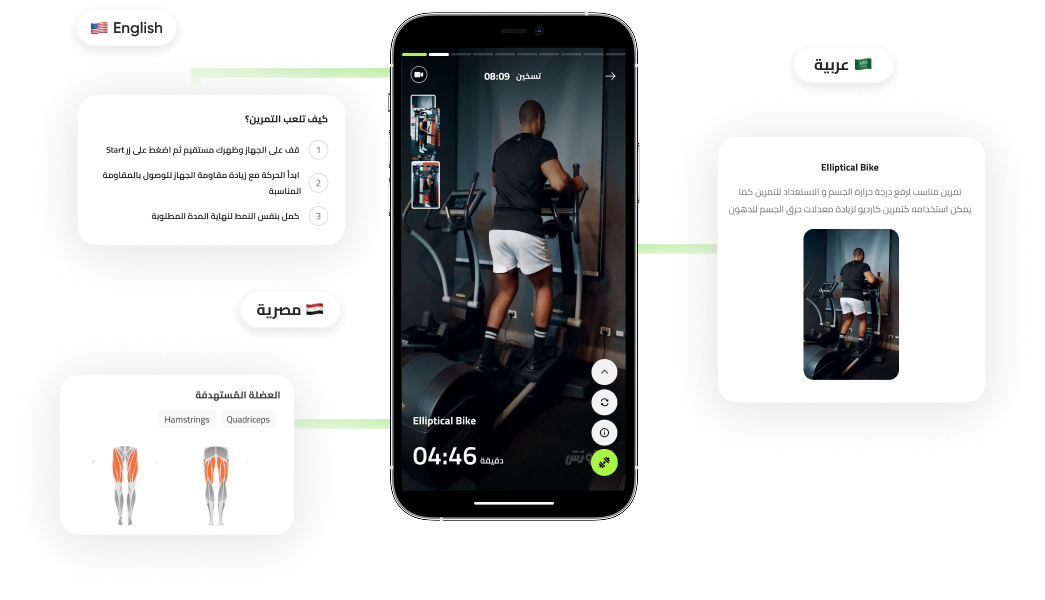 English
عربية
كيف تلعب التمرين؟
1 قف على الجهاز وظهرك مستقيم ثم اضغط على زر Start
2 ابدأ الحركة مع زيادة مقاومة الجهاز للوصول بالمقاومة
المناسبة
3 كمل بنفس النمط لنهاية المدة المطلوبة
مصرية
العضلة المُستهدفة
Quadriceps Hamstrings
تسخين 08:09
Elliptical Bike
04:46 دقيقة
Elliptical Bike
تمرين مناسب لرفع درجة حرارة الجسم و الاستعداد للتمرين كما
يمكن استخدامه كتمرين كارديو لزيادة معدلات حرق الجسم للدهون